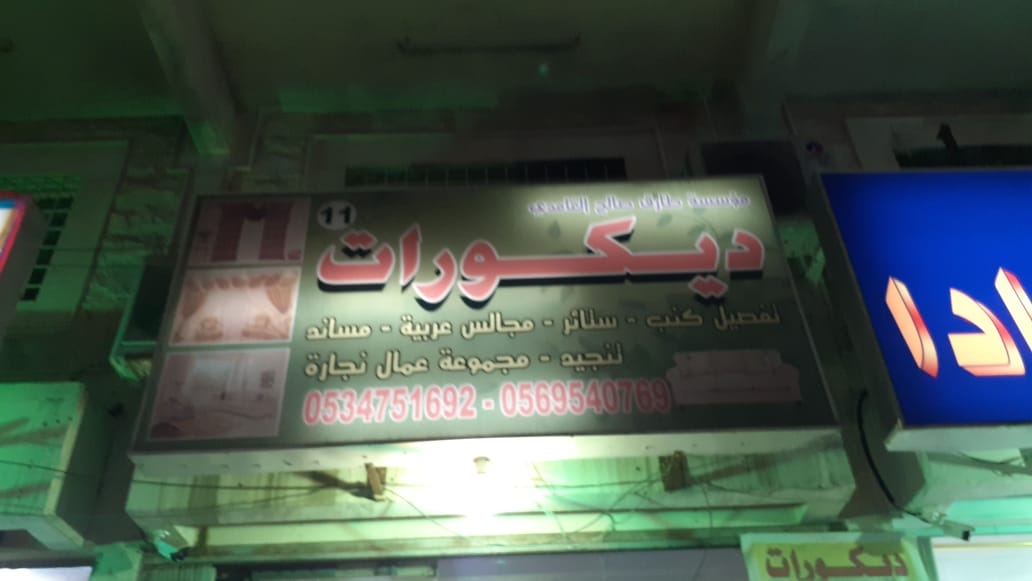 مؤسسة طارق صالح الغامدي
11
ديكورات
تفصيل كنب - ستائر - مجالس عربية - مساند
تنجيد - مجموعة عمال نجارة
0534751692 - 0569540769
ديكورات